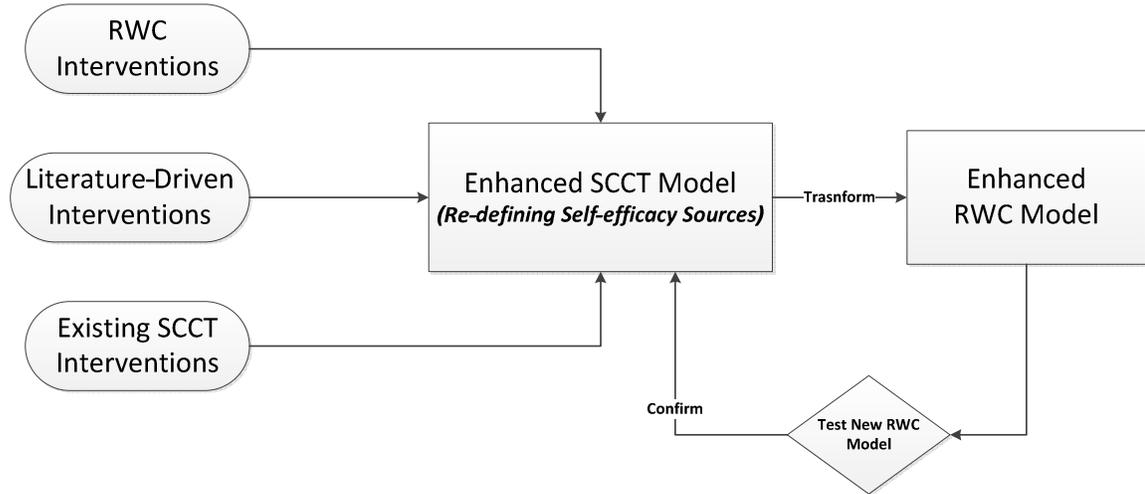 RWC
Interventions
Literature-Driven
Interventions
Existing SCCT
Interventions
Enhanced SCCT Model
(Re-defining Self-efficacy Sources)
Trasnform
Enhanced
RWC Model
Confirm
Test New RWC
Model